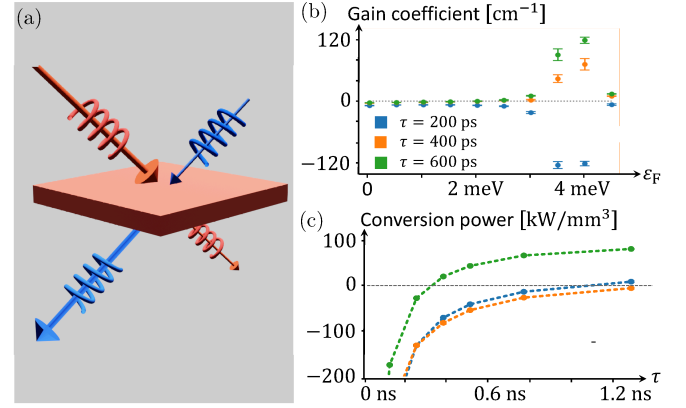 (a)
(b)
Gain coefficient [cm⁻¹]
120
0
−120
τ = 200 ps
τ = 400 ps
τ = 600 ps
0
2 meV
4 meV
εF
(c)
Conversion power [kW/mm³]
100
0
−100
−200
0 ns
0.6 ns
1.2 ns
τ